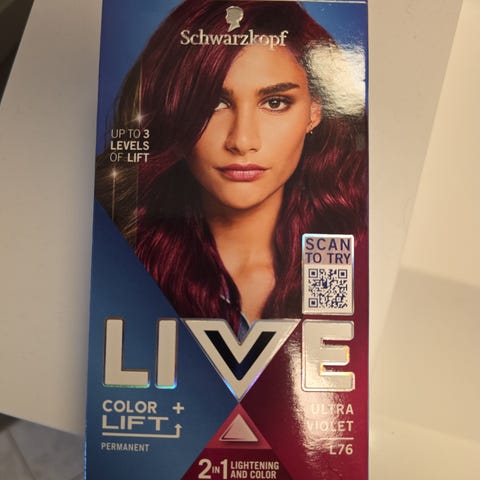 Schwarzkopf
UP TO 3
LEVELS
OF LIFT
SCAN
TO TRY
LIVE
COLOR +
LIFT
PERMANENT
ULTRA
VIOLET
L76
2 IN 1 LIGHTENING
AND COLOR